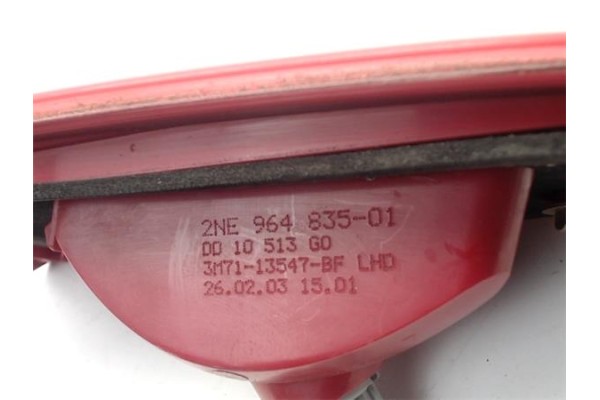 2NE 964 835-01
DD 10 513 GO
3M71-13547-BF LHD
26.02.03 15.01